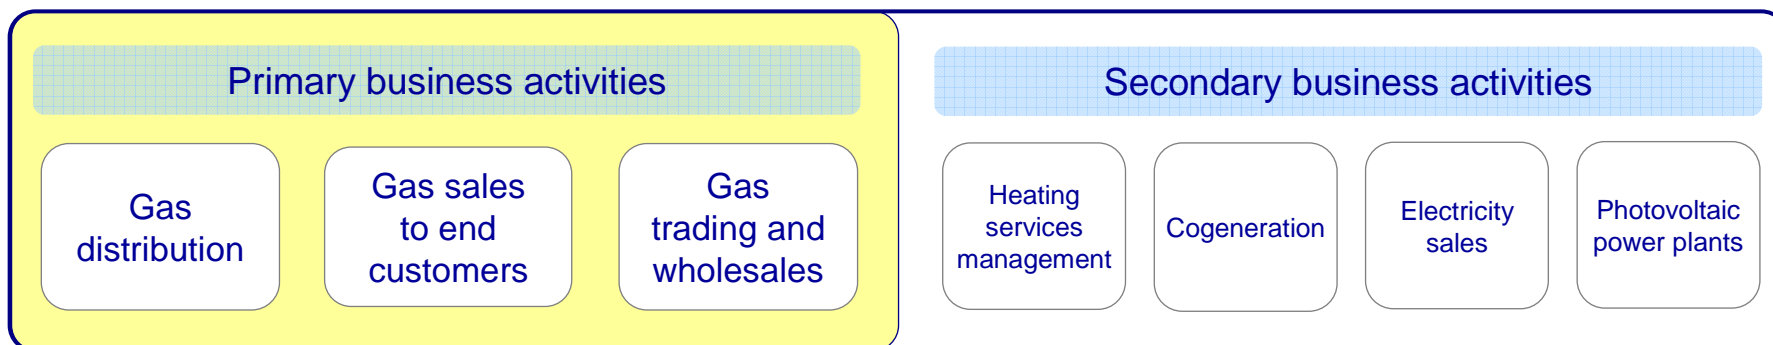 Primary business activities
Gas
distribution
Gas sales
to end
customers
Gas
trading and
wholesales
Secondary business activities
Heating
services
management
Cogeneration
Electricity
sales
Photovoltaic
power plants